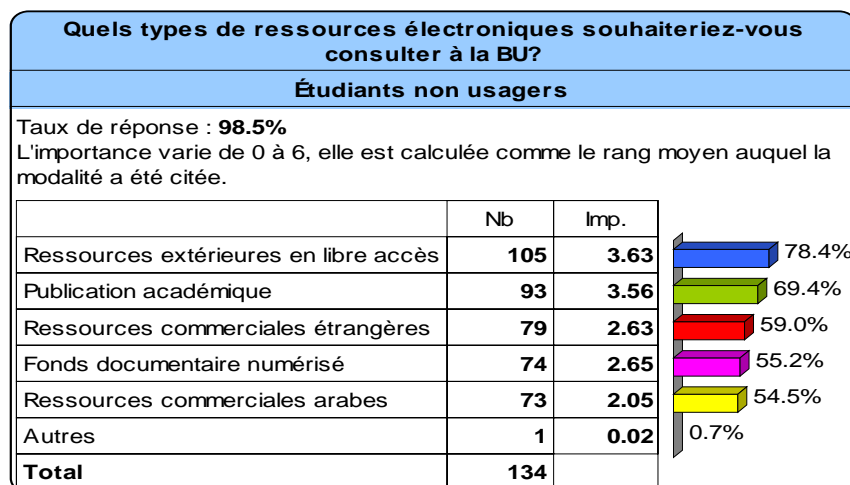 Quels types de ressources électroniques souhaiteriez-vous
consulter à la BU?
Étudiants non usagers
Taux de réponse : 98.5%
L'importance varie de 0 à 6, elle est calculée comme le rang moyen auquel la
modalité a été citée.
Nb Imp.
Ressources extérieures en libre accès 105 3.63 78.4%
Publication académique 93 3.56 69.4%
Ressources commerciales étrangères 79 2.63 59.0%
Fonds documentaire numérisé 74 2.65 55.2%
Ressources commerciales arabes 73 2.05 54.5%
Autres 1 0.02 0.7%
Total 134